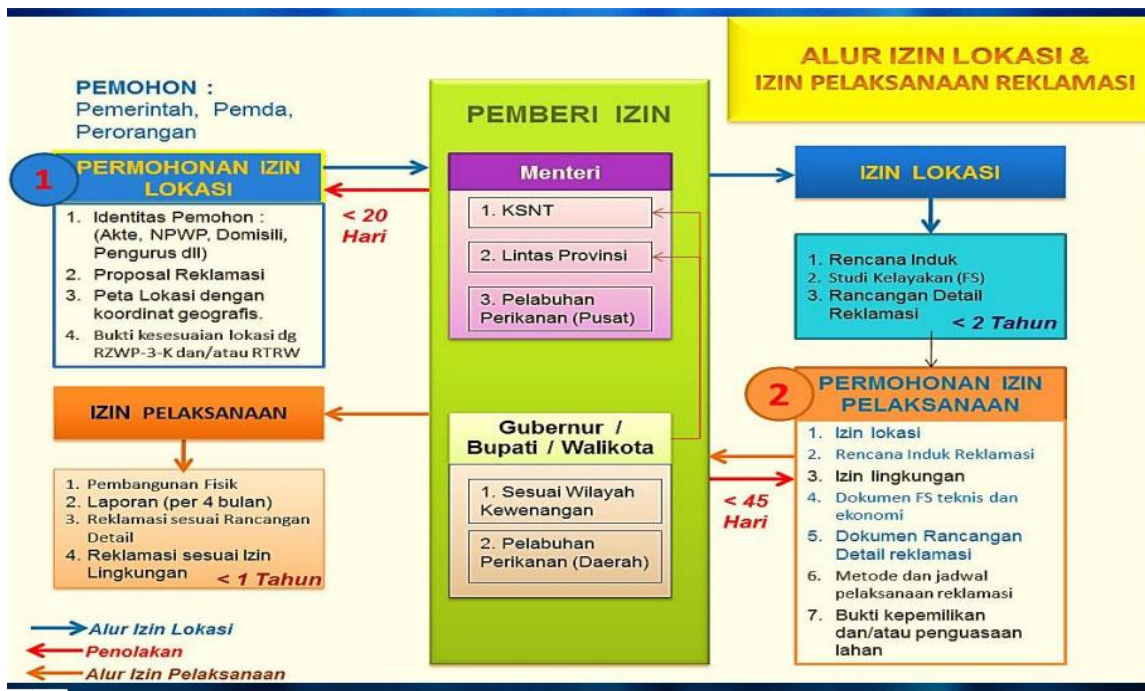 ALUR IZIN LOKASI &
IZIN PELAKSANAAN REKLAMASI
PEMOHON :
Pemerintah, Pemda,
Perorangan
1
PERMOHONAN IZIN
LOKASI
1. Identitas Pemohon :
(Akte, NPWP, Domisili,
Pengurus dll)
2. Proposal Reklamasi
3. Peta Lokasi dengan
koordinat geografis.
4. Bukti kesesuaian lokasi dg
RZWP-3-K dan/atau RTRW
< 20
Hari
PEMBERI IZIN
Menteri
1. KSNT
2. Lintas Provinsi
3. Pelabuhan
Perikanan (Pusat)
Gubernur /
Bupati / Walikota
1. Sesuai Wilayah
Kewenangan
2. Pelabuhan
Perikanan (Daerah)
IZIN LOKASI
1. Rencana Induk
2. Studi Kelayakan (FS)
3. Rancangan Detail
Reklamasi
< 2 Tahun
2
PERMOHONAN IZIN
PELAKSANAAN
1. Izin lokasi
2. Rencana Induk Reklamasi
3. Izin lingkungan
4. Dokumen FS teknis dan
ekonomi
5. Dokumen Rancangan
Detail reklamasi
6. Metode dan jadwal
pelaksanaan reklamasi
7. Bukti kepemilikan
dan/atau penguasaan
lahan
< 45
Hari
IZIN PELAKSANAAN
1. Pembangunan Fisik
2. Laporan (per 4 bulan)
3. Reklamasi sesuai Rancangan
Detail
4. Reklamasi sesuai Izin
Lingkungan
< 1 Tahun
Alur Izin Lokasi
Penolakan
Alur Izin Pelaksanaan